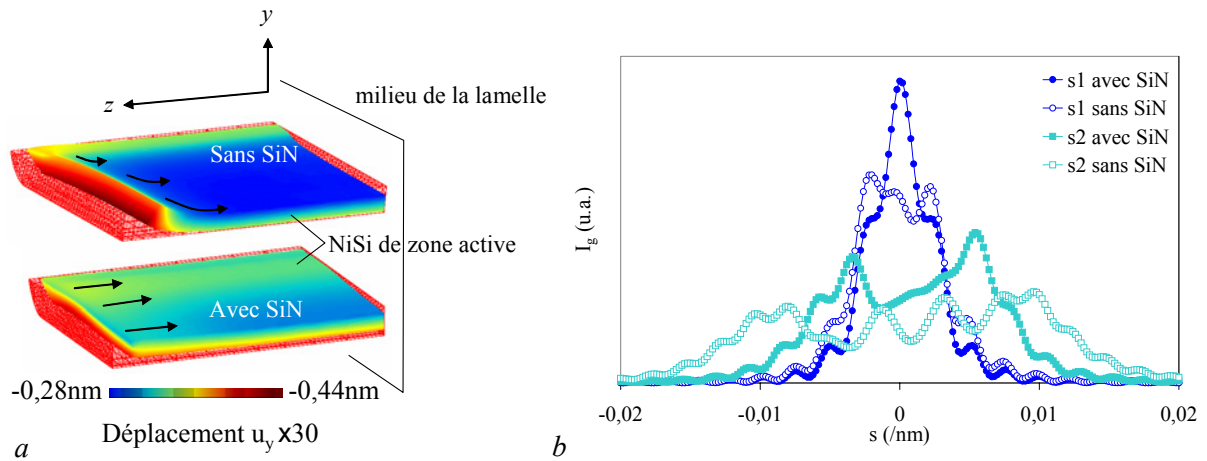 y
z
milieu de la lamelle
Sans SiN
NiSi de zone active
Avec SiN
-0,28nm
-0,44nm
Déplacement u_y x30
a
I_g (u.a.)
s1 avec SiN
s1 sans SiN
s2 avec SiN
s2 sans SiN
-0,02
-0,01
0
0,01
0,02
s (/nm)
b